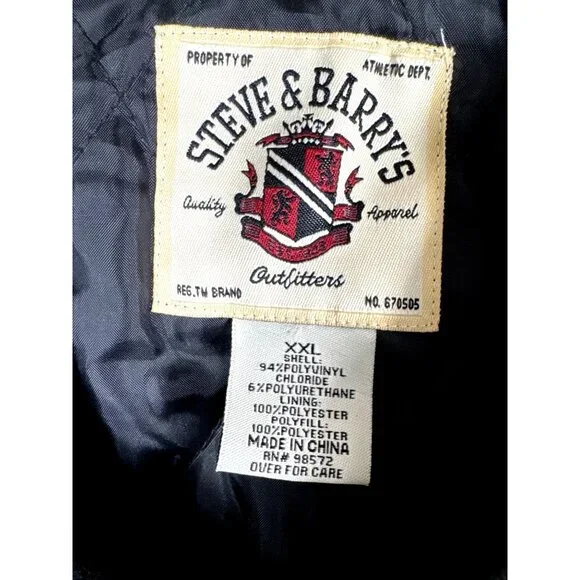 PROPERTY OF ATHLETIC DEPT.
STEVE & BARRY'S
Quality Apparel
Outfitters
REG.TM BRAND NO. 670505
XXL
SHELL:
94%POLYVINYL
CHLORIDE
6%POLYURETHANE
LINING:
100%POLYESTER
POLYFILL:
100%POLYESTER
MADE IN CHINA
RN# 98572
OVER FOR CARE